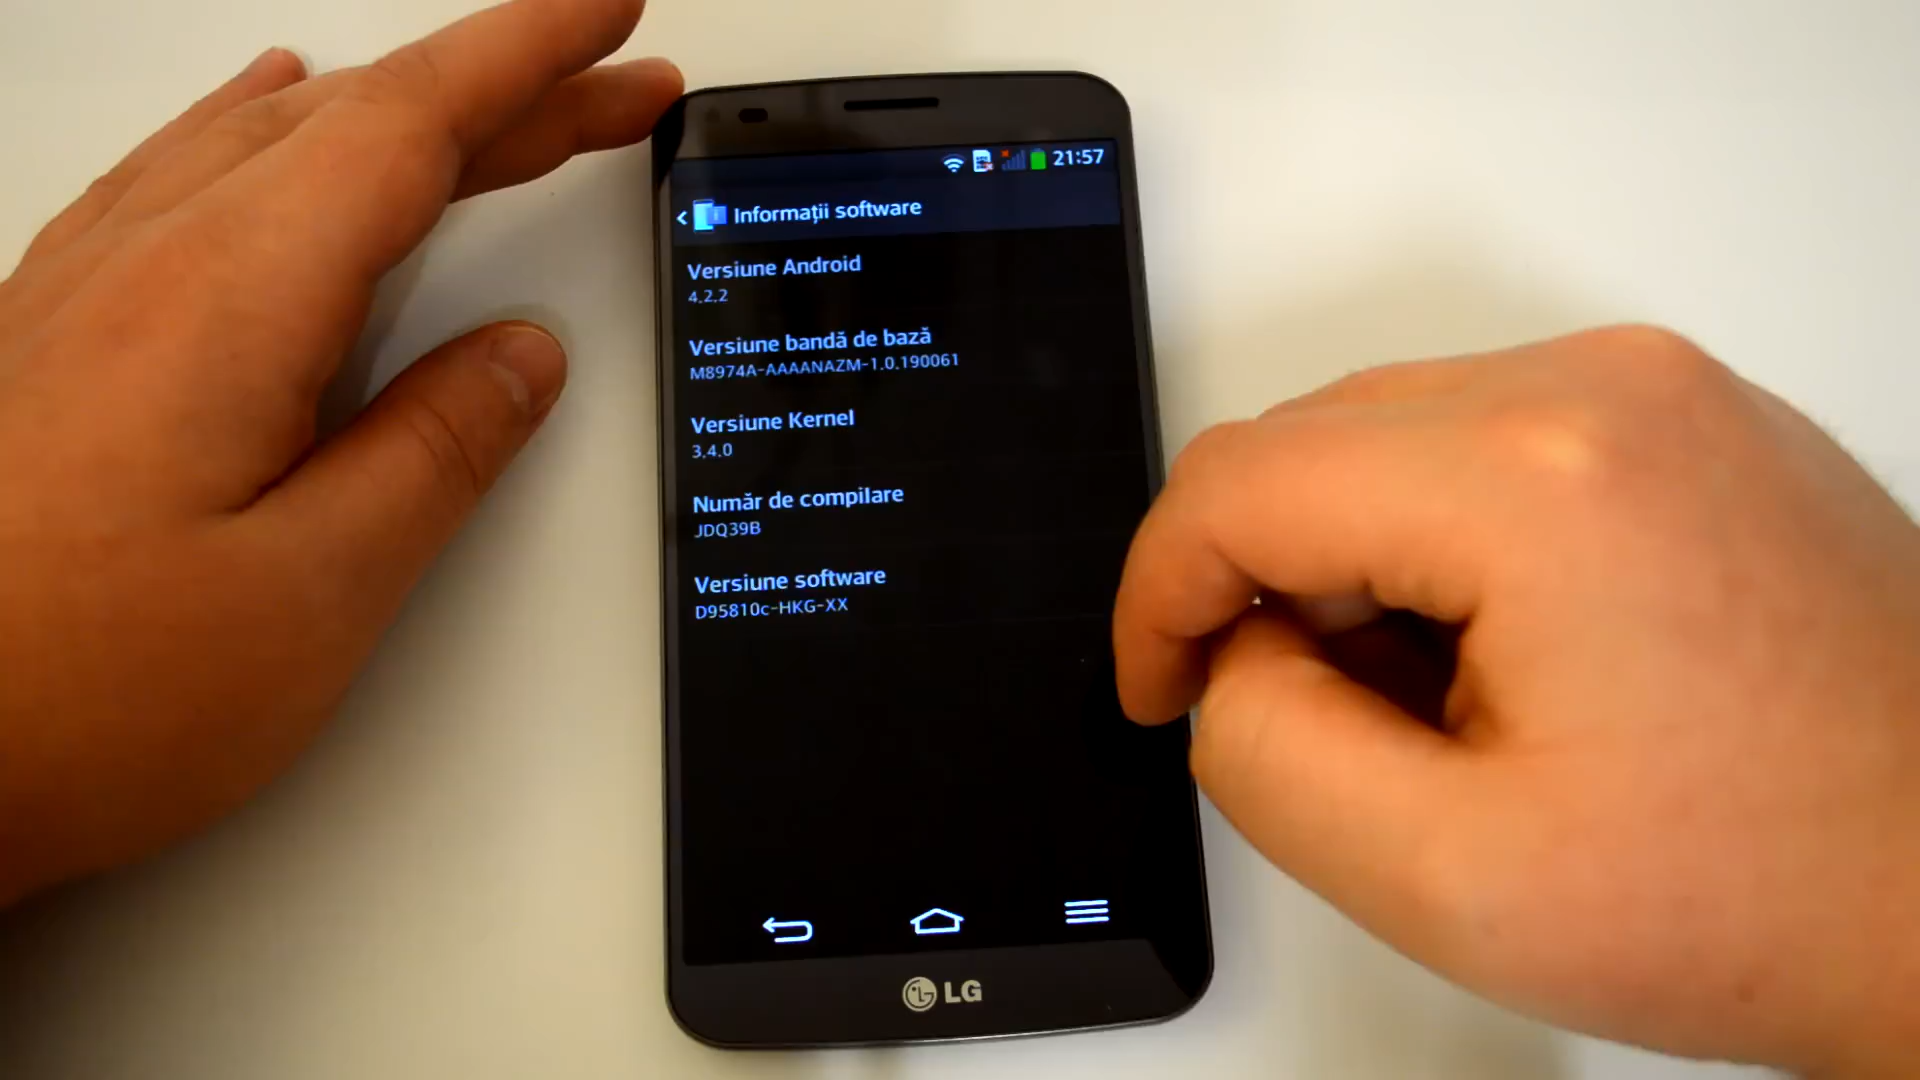 21:57
Informații software
Versiune Android
4.2.2
Versiune bandă de bază
M8974A-AAAANAZM-1.0.190061
Versiune Kernel
3.4.0
Număr de compilare
JDQ39B
Versiune software
D95810c-HKG-XX
LG